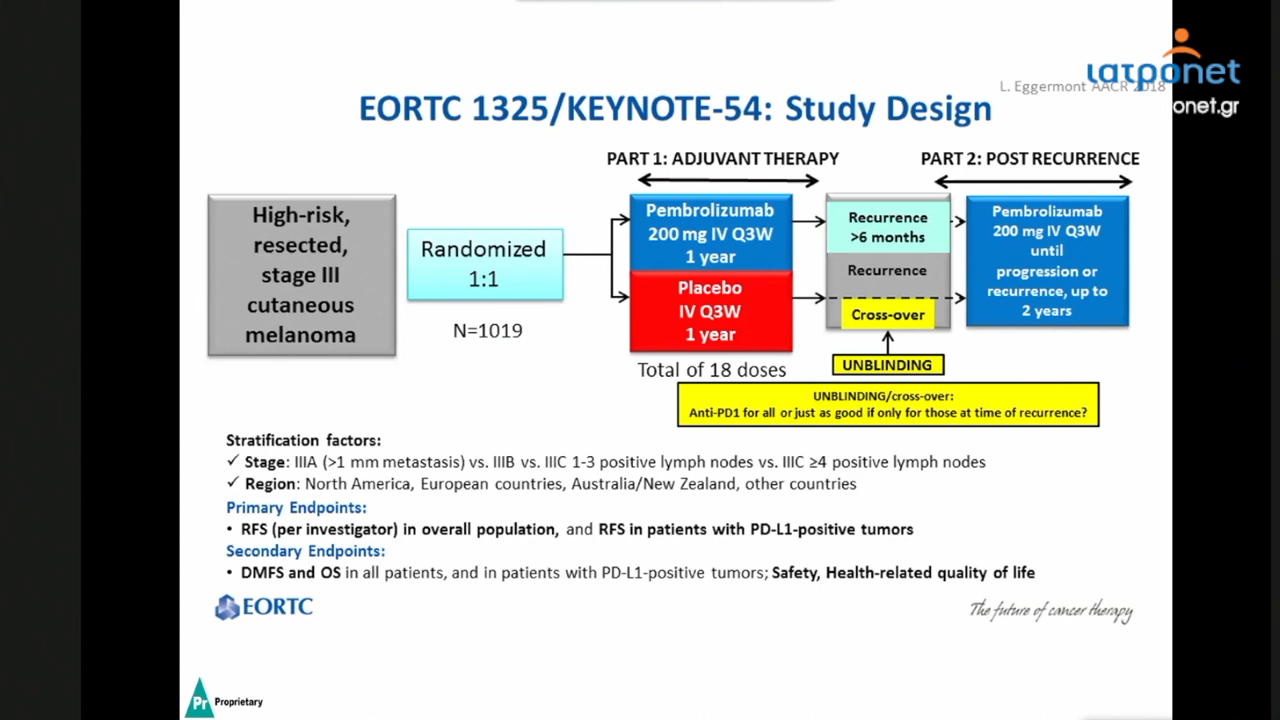 ιατροnet
onet.gr
L. Eggermont AACR 2018
EORTC 1325/KEYNOTE-54: Study Design
PART 1: ADJUVANT THERAPY
PART 2: POST RECURRENCE
High-risk,
resected,
stage III
cutaneous
melanoma
Randomized
1:1
N=1019
Pembrolizumab
200 mg IV Q3W
1 year
Placebo
IV Q3W
1 year
Total of 18 doses
Recurrence
>6 months
Recurrence
Cross-over
UNBLINDING
Pembrolizumab
200 mg IV Q3W
until
progression or
recurrence, up to
2 years
UNBLINDING/cross-over:
Anti-PD1 for all or just as good if only for those at time of recurrence?
Stratification factors:
✓ Stage: IIIA (>1 mm metastasis) vs. IIIB vs. IIIC 1-3 positive lymph nodes vs. IIIC ≥4 positive lymph nodes
✓ Region: North America, European countries, Australia/New Zealand, other countries
Primary Endpoints:
• RFS (per investigator) in overall population, and RFS in patients with PD-L1-positive tumors
Secondary Endpoints:
• DMFS and OS in all patients, and in patients with PD-L1-positive tumors; Safety, Health-related quality of life
EORTC
The future of cancer therapy
Pr Proprietary